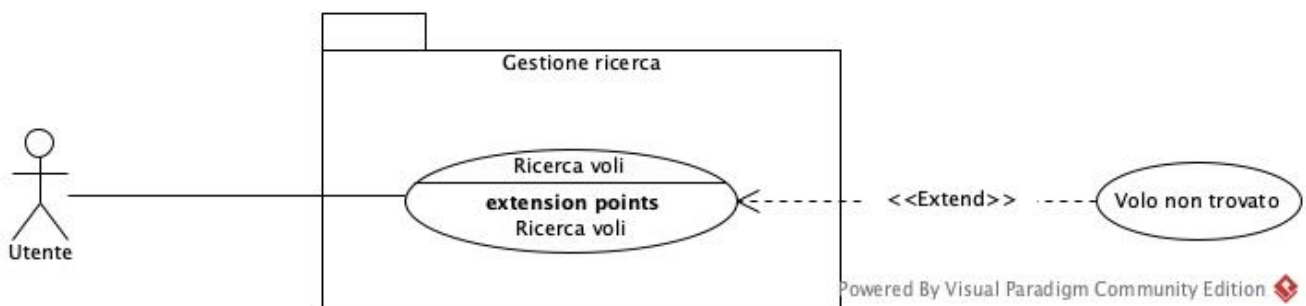 Gestione ricerca
Ricerca voli
extension points
Ricerca voli
<<Extend>>
Volo non trovato
Utente
Powered By Visual Paradigm Community Edition